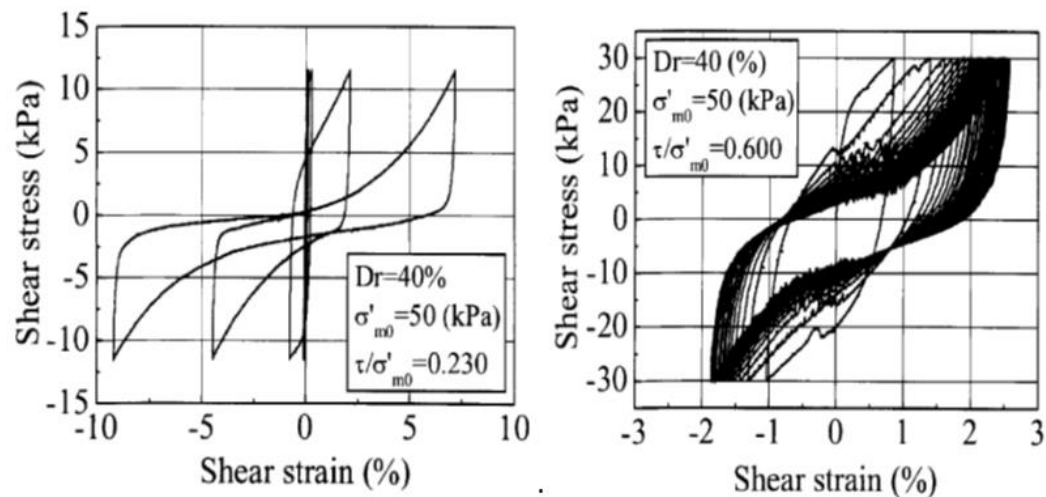 15
10
5
0
-5
-10
-15
-10
-5
0
5
10
Shear stress (kPa)
Shear strain (%)
Dr=40%
σ'm0=50 (kPa)
τ/σ'm0=0.230
30
20
10
0
-10
-20
-30
-3
-2
-1
0
1
2
3
Shear stress (kPa)
Shear strain (%)
Dr=40 (%)
σ'm0=50 (kPa)
τ/σ'm0=0.600